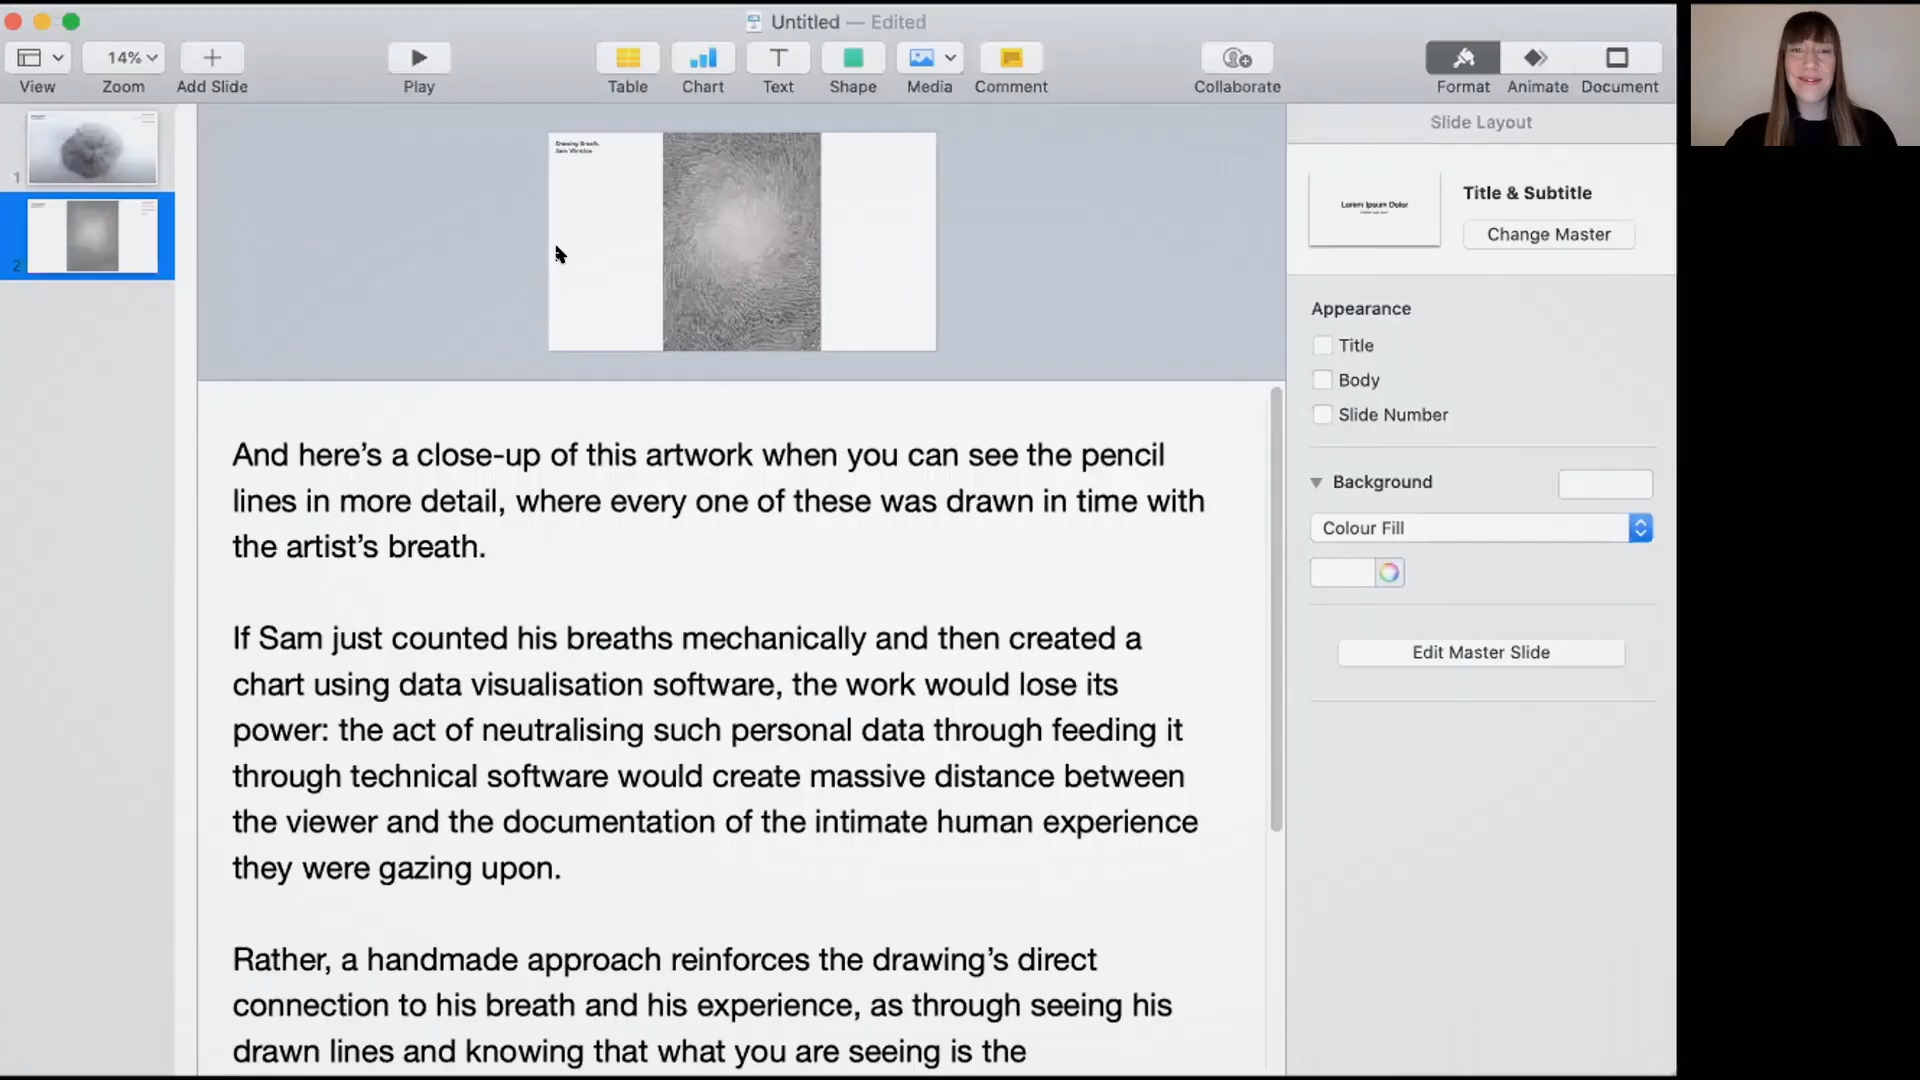 Untitled — Edited
View
14%
Zoom
Add Slide
Play
Table
Chart
Text
Shape
Media
Comment
Collaborate
Format
Animate
Document
1
2
Drawing Breath.
Sam Winston
And here’s a close-up of this artwork when you can see the pencil
lines in more detail, where every one of these was drawn in time with
the artist’s breath.
If Sam just counted his breaths mechanically and then created a
chart using data visualisation software, the work would lose its
power: the act of neutralising such personal data through feeding it
through technical software would create massive distance between
the viewer and the documentation of the intimate human experience
they were gazing upon.
Rather, a handmade approach reinforces the drawing’s direct
connection to his breath and his experience, as through seeing his
drawn lines and knowing that what you are seeing is the
Slide Layout
Lorem Ipsum Dolor
Title & Subtitle
Change Master
Appearance
Title
Body
Slide Number
Background
Colour Fill
Edit Master Slide